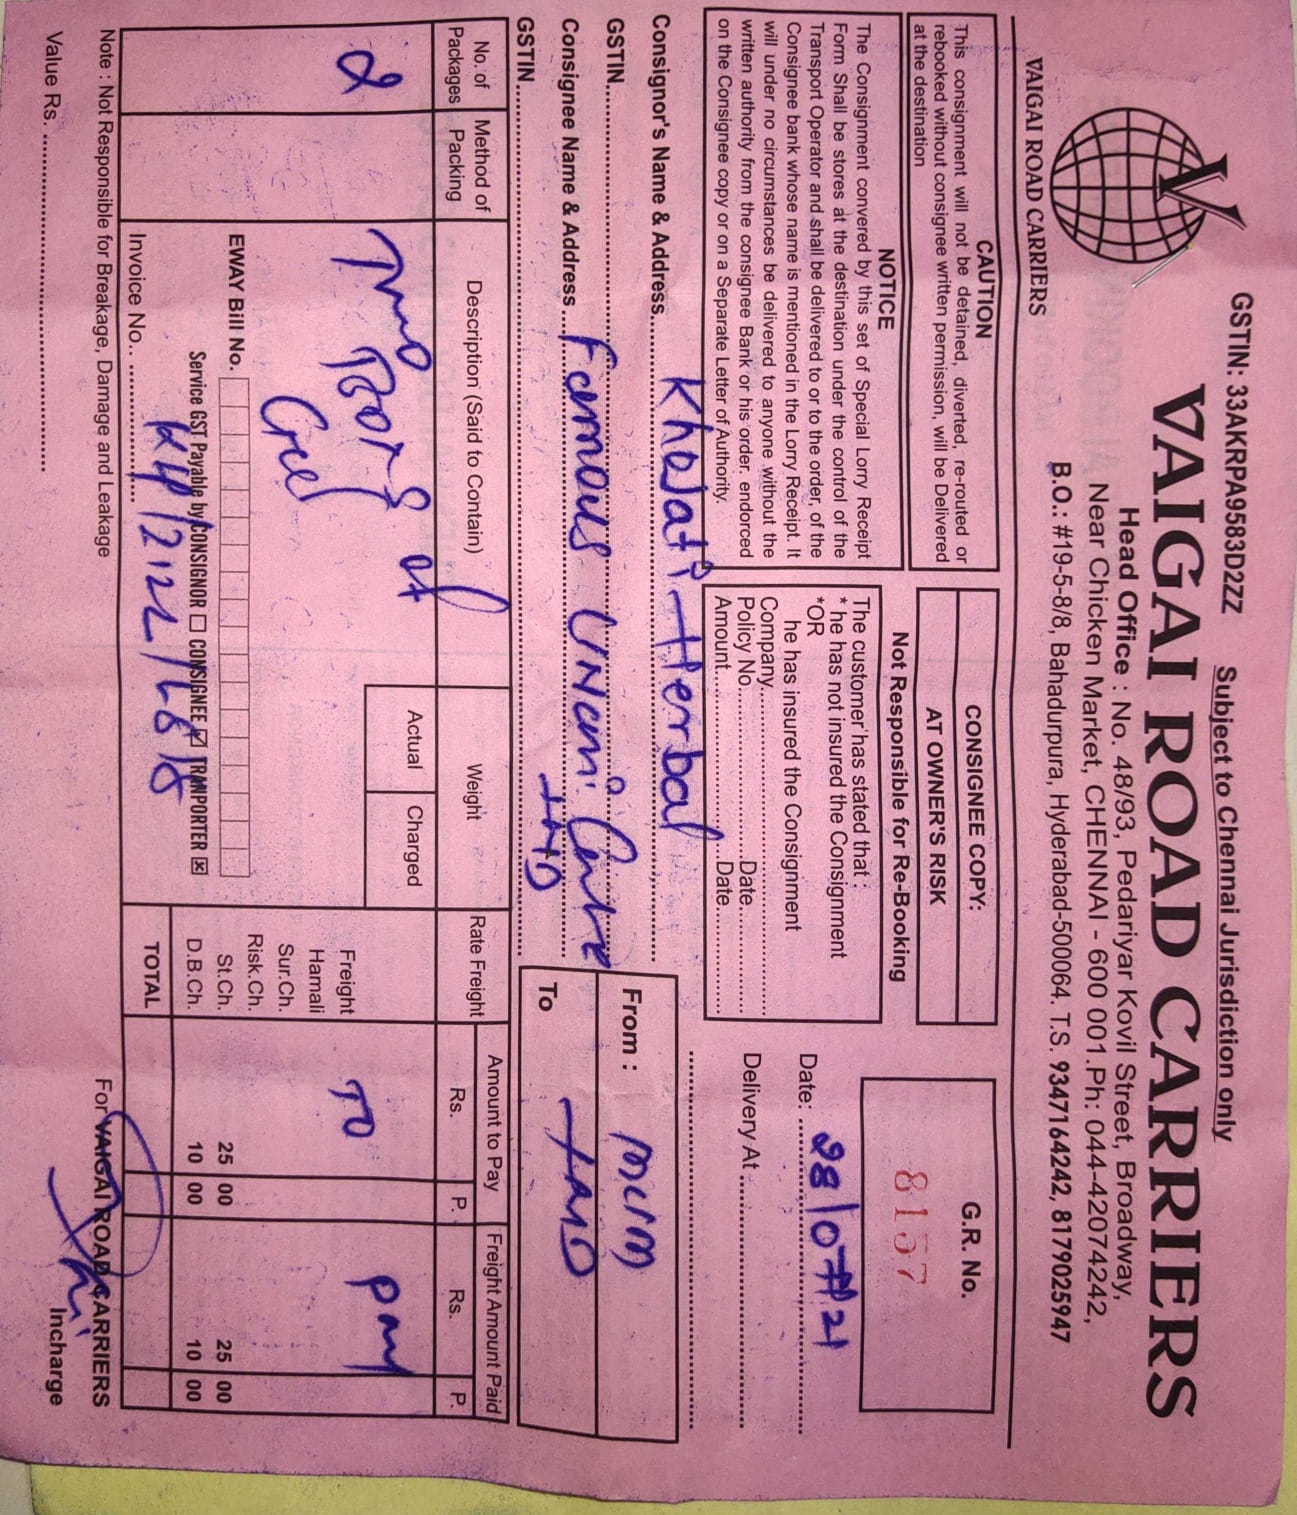 GSTIN: 33AKRPA9583D2ZZ Subject to Chennai Jurisdiction only
VAIGAI ROAD CARRIERS
V
VAIGAI ROAD CARRIERS
Head Office : No. 48/93, Pedariyar Kovil Street, Broadway,
Near Chicken Market, CHENNAI - 600 001.Ph: 044-42074242,
B.O.: #19-5-8/8, Bahadurpura, Hyderabad-500064. T.S. 9347164242, 8179025947
CAUTION
This consignment will not be detained, diverted, re-routed or
rebooked without consignee written permission, will be Delivered
at the destination
NOTICE
The Consignment convered by this set of Special Lorry Receipt
Form Shall be stores at the destination under the control of the
Transport Operator and shall be delivered to or to the order, of the
Consignee bank whose name is mentioned in the Lorry Receipt. It
will under no circumstances be delivered to anyone without the
written authority from the consignee Bank or his order. endorced
on the Consignee copy or on a Separate Letter of Authority.
CONSIGNEE COPY:
AT OWNER'S RISK
Not Responsible for Re-Booking
The customer has stated that :
* he has not insured the Consignment
*OR
he has insured the Consignment
Company
Policy No. Date
Amount Date
G.R. No.
8157
Date: 28/07/21
Delivery At
Consignor's Name & Address Khojati Herbal
GSTIN
Consignee Name & Address Famous Unani Centre
GSTIN HYD
From :
To HYD
No. of Packages
Method of Packing
Description (Said to Contain)
Weight
Actual
Charged
Rate Freight
Amount to Pay
Rs. P.
Freight Amount Paid
Rs. P.
2
Two Box of
Freight TO Pay
Hamali
Sur.Ch.
Risk.Ch.
St.Ch. 25 00 25 00
D.B.Ch. 10 00 10 00
TOTAL
EWAY Bill No.
Service GST Payable by CONSIGNOR CONSIGNEE TRAMPORTER
Invoice No.
Note : Not Responsible for Breakage, Damage and Leakage
Value Rs.
For VAIGAI ROAD CARRIERS
Incharge